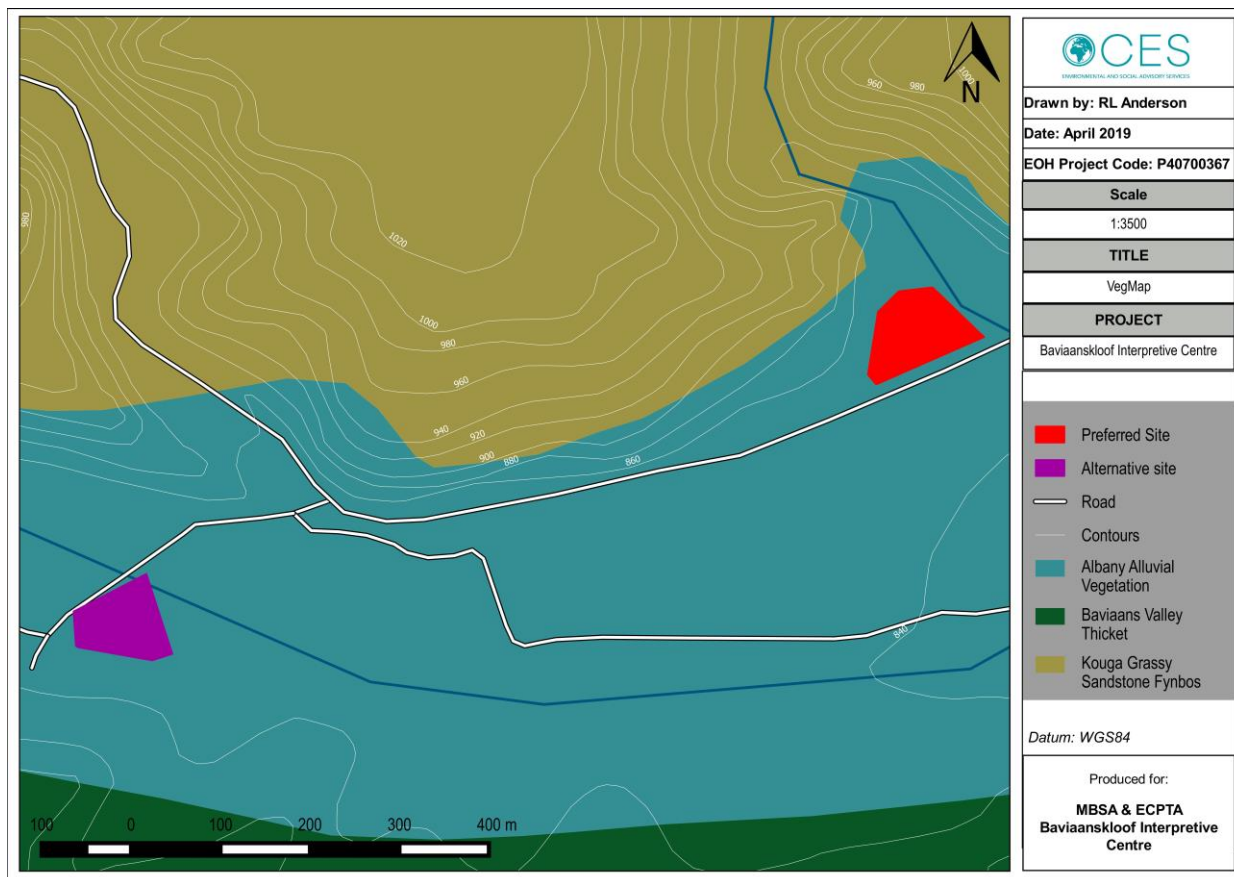 960
980
1000
980
1020
1000
980
960
940
920
900
880
860
840
N
100 0 100 200 300 400 m
CES
ENVIRONMENTAL AND SOCIAL ADVISORY SERVICES
Drawn by: RL Anderson
Date: April 2019
EOH Project Code: P40700367
Scale
1:3500
TITLE
VegMap
PROJECT
Baviaanskloof Interpretive Centre
Preferred Site
Alternative site
Road
Contours
Albany Alluvial
Vegetation
Baviaans Valley
Thicket
Kouga Grassy
Sandstone Fynbos
Datum: WGS84
Produced for:
MBSA & ECPTA
Baviaanskloof Interpretive
Centre